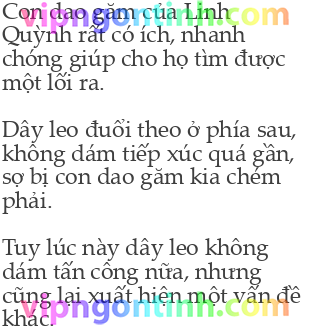 Con dao găm của Linh
Quỳnh rất có ích, nhanh
chóng giúp cho họ tìm được
một lối ra.
Dây leo đuổi theo ở phía sau,
không dám tiếp xúc quá gần,
sợ bị con dao găm kia chém
phải.
Tuy lúc này dây leo không
dám tấn công nữa, nhưng
cũng lại xuất hiện một vấn đề
khác.
vipngontinh.com
vipngontinh.com